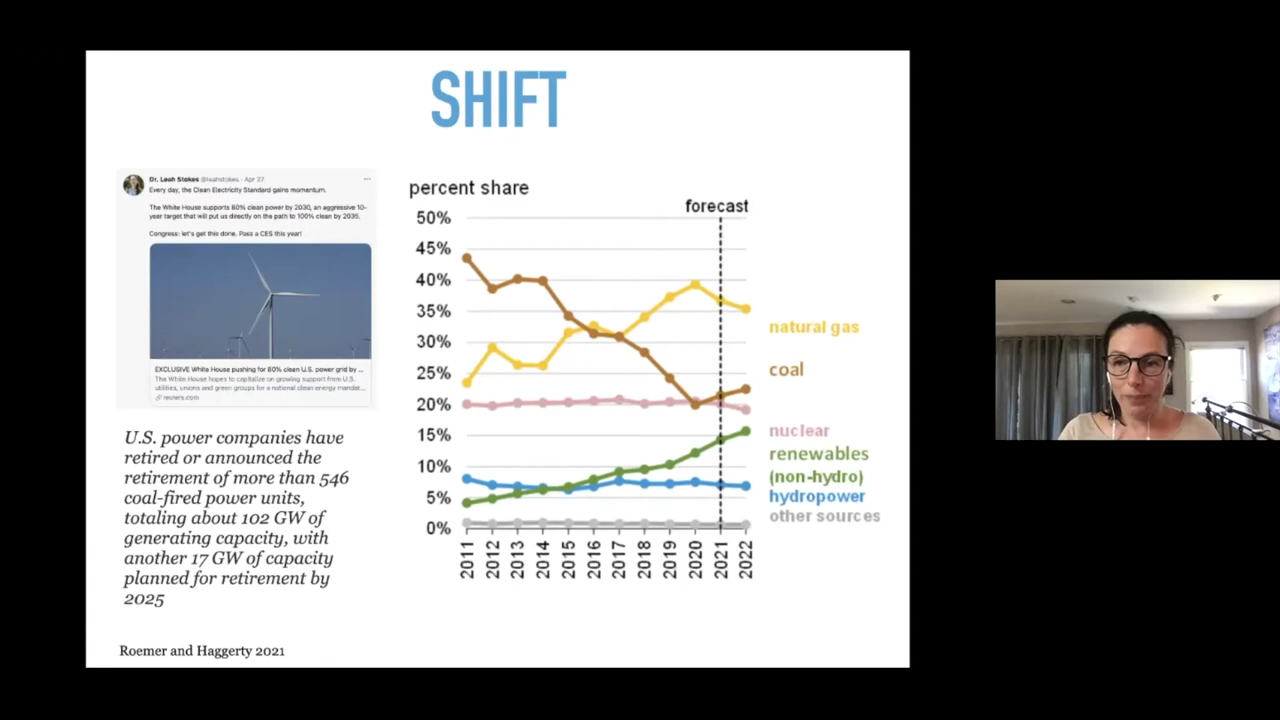 SHIFT
Dr. Leah Stokes @leahstokes · Apr 27
Every day, the Clean Electricity Standard gains momentum.
The White House supports 80% clean power by 2030, an aggressive 10-
year target that will put us directly on the path to 100% clean by 2035.
Congress: let's get this done. Pass a CES this year!
EXCLUSIVE White House pushing for 80% clean U.S. power grid by ...
The White House hopes to capitalize on growing support from U.S.
utilities, unions and green groups for a national clean energy mandat...
reuters.com
U.S. power companies have
retired or announced the
retirement of more than 546
coal-fired power units,
totaling about 102 GW of
generating capacity, with
another 17 GW of capacity
planned for retirement by
2025
Roemer and Haggerty 2021
percent share
forecast
50%
45%
40%
35%
30%
25%
20%
15%
10%
5%
0%
natural gas
coal
nuclear
renewables
(non-hydro)
hydropower
other sources
2011
2012
2013
2014
2015
2016
2017
2018
2019
2020
2021
2022